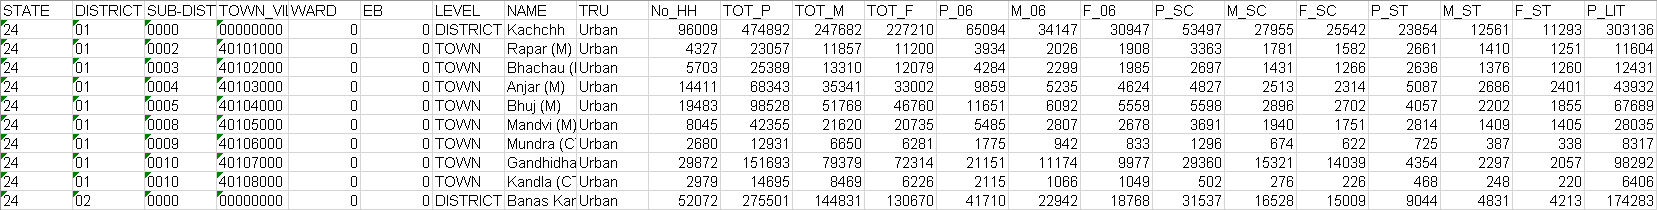 STATE DISTRICT SUB-DIST TOWN_VIL WARD EB LEVEL NAME TRU No_HH TOT_P TOT_M TOT_F P_06 M_06 F_06 P_SC M_SC F_SC P_ST M_ST F_ST P_LIT
24 01 0000 00000000 0 0 DISTRICT Kachchh Urban 96009 474892 247682 227210 65094 34147 30947 53497 27955 25542 23854 12561 11293 303136
24 01 0002 40101000 0 0 TOWN Rapar (M) Urban 4327 23057 11857 11200 3934 2026 1908 3363 1781 1582 2661 1410 1251 11604
24 01 0003 40102000 0 0 TOWN Bhachau (I Urban 5703 25389 13310 12079 4284 2299 1985 2697 1431 1266 2636 1376 1260 12431
24 01 0004 40103000 0 0 TOWN Anjar (M) Urban 14411 68343 35341 33002 9859 5235 4624 4827 2513 2314 5087 2686 2401 43932
24 01 0005 40104000 0 0 TOWN Bhuj (M) Urban 19483 98528 51768 46760 11651 6092 5559 5598 2896 2702 4057 2202 1855 67689
24 01 0008 40105000 0 0 TOWN Mandvi (M) Urban 8045 42355 21620 20735 5485 2807 2678 3691 1940 1751 2814 1409 1405 28035
24 01 0009 40106000 0 0 TOWN Mundra (C Urban 2680 12931 6650 6281 1775 942 833 1296 674 622 725 387 338 8317
24 01 0010 40107000 0 0 TOWN Gandhidha Urban 29872 151693 79379 72314 21151 11174 9977 29360 15321 14039 4354 2297 2057 98292
24 01 0010 40108000 0 0 TOWN Kandla (CT Urban 2979 14695 8469 6226 2115 1066 1049 502 276 226 468 248 220 6406
24 02 0000 00000000 0 0 DISTRICT Banas Kar Urban 52072 275501 144831 130670 41710 22942 18768 31537 16528 15009 9044 4831 4213 174283